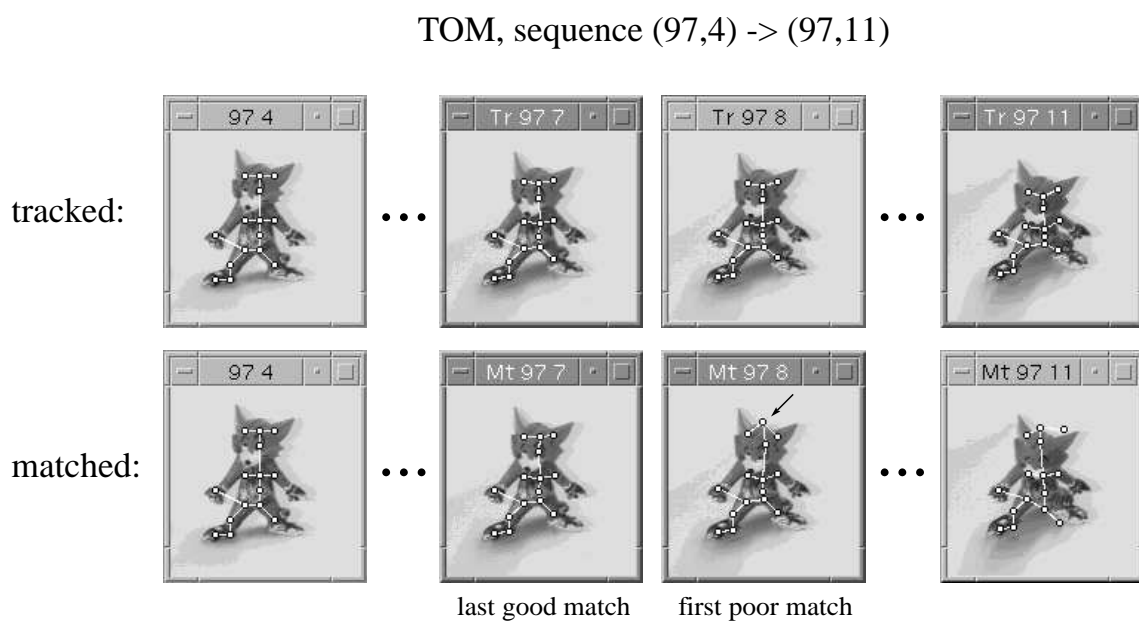 TOM, sequence (97,4) -> (97,11)
97 4
Tr 97 7
Tr 97 8
Tr 97 11
tracked:
97 4
Mt 97 7
Mt 97 8
Mt 97 11
matched:
last good match
first poor match